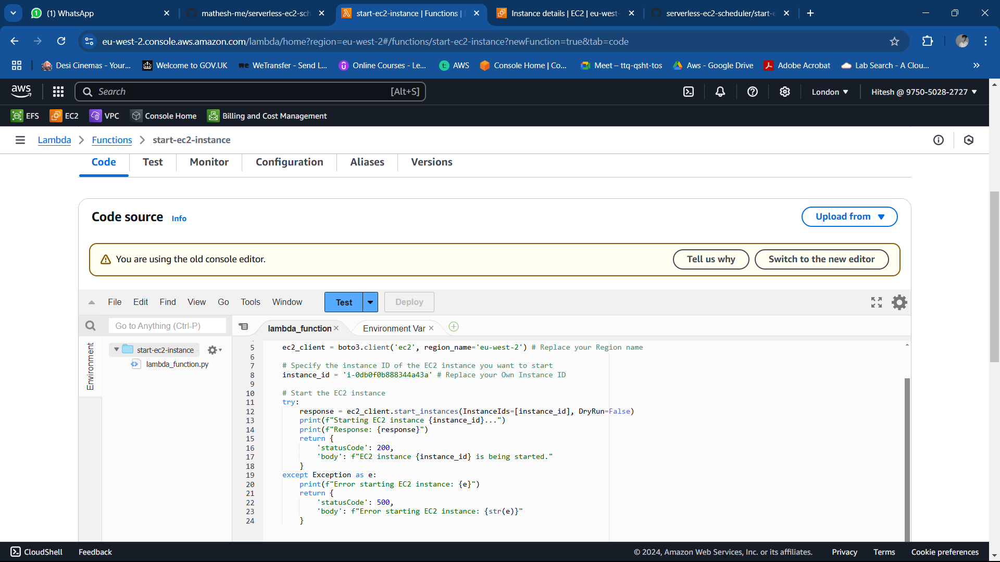 (1) WhatsApp
mathesh-me/serverless-ec2-sch
start-ec2-instance | Functions |
Instance details | EC2 | eu-west-
serverless-ec2-scheduler/start-e
eu-west-2.console.aws.amazon.com/lambda/home?region=eu-west-2#/functions/start-ec2-instance?newFunction=true&tab=code
Desi Cinemas - Your...
Welcome to GOV.UK
we WeTransfer - Send L...
Online Courses - Le...
t: AWS
Console Home | Co...
Meet – ttq-qsht-tos
Aws - Google Drive
Adobe Acrobat
Lab Search - A Clou...
aws
Search
[Alt+S]
London
Hitesh @ 9750-5028-2727
EFS
EC2
VPC
Console Home
Billing and Cost Management
Lambda
Functions
start-ec2-instance
Code
Test
Monitor
Configuration
Aliases
Versions
Code source
Info
Upload from
You are using the old console editor.
Tell us why
Switch to the new editor
File
Edit
Find
View
Go
Tools
Window
Test
Deploy
Go to Anything (Ctrl-P)
lambda_function
Environment Var
Environment
start-ec2-instance
lambda_function.py
5 ec2_client = boto3.client('ec2', region_name='eu-west-2') # Replace your Region name
6
7 # Specify the instance ID of the EC2 instance you want to start
8 instance_id = 'i-0db0f0b888344a43a' # Replace your Own Instance ID
9
10 # Start the EC2 instance
11 try:
12 response = ec2_client.start_instances(InstanceIds=[instance_id], DryRun=False)
13 print(f"Starting EC2 instance {instance_id}...")
14 print(f"Response: {response}")
15 return {
16 'statusCode': 200,
17 'body': f"EC2 instance {instance_id} is being started."
18 }
19 except Exception as e:
20 print(f"Error starting EC2 instance: {e}")
21 return {
22 'statusCode': 500,
23 'body': f"Error starting EC2 instance: {str(e)}"
24 }
CloudShell
Feedback
© 2024, Amazon Web Services, Inc. or its affiliates.
Privacy
Terms
Cookie preferences